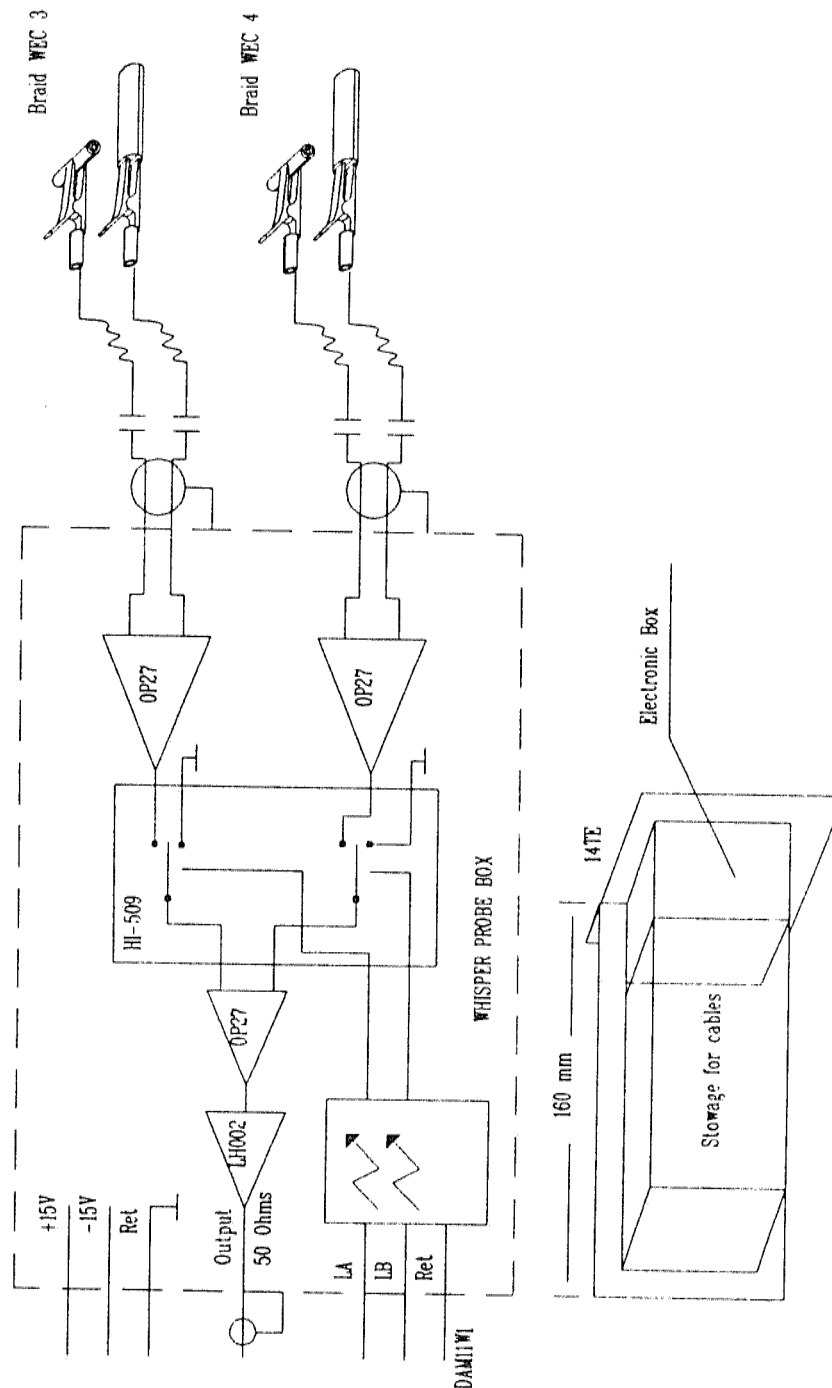 Braid WEC 3
Braid WEC 4
OP27
OP27
HI-509
OP27
LH002
+15V
-15V
Ret
Output
50 Ohms
LA
LB
Ret
DAM11W1
WHISPER PROBE BOX
160 mm
14TE
Stowage for cables
Electronic Box